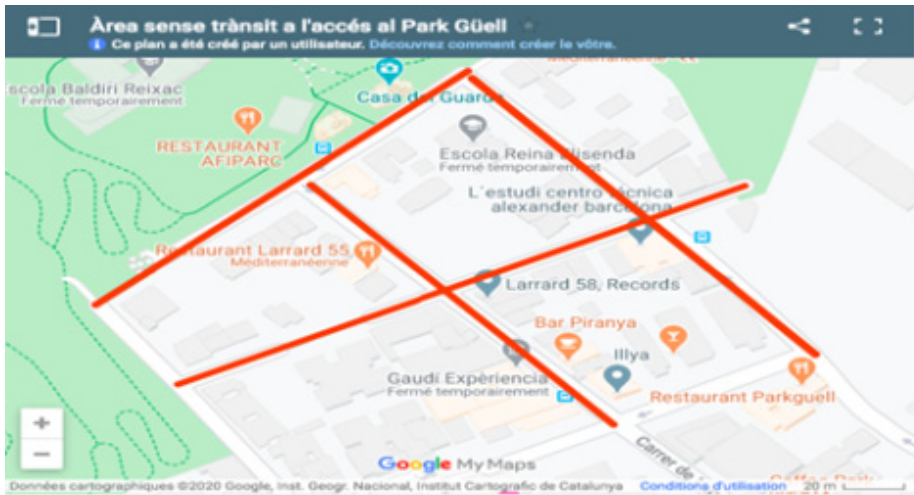 Àrea sense trànsit a l'accés al Park Güell
Ce plan a été créé par un utilisateur. Découvrez comment créer le vôtre.
scola Baldiri Reixac
Fermé temporairement
Casa del Guarda
RESTAURANT
AFIPARC
Escola Reina Elisenda
Fermé temporairement
L´estudi centro tècnica
alexander barcelona
Restaurant Larrard 55
Méditerranéenne
Larrard 58, Records
Bar Piranya
Illya
Gaudí Experiencia
Fermé temporairement
Restaurant Parkguell
Carrer de
+
−
Google My Maps
Données cartographiques ©2020 Google, Inst. Geogr. Nacional, Institut Cartogràfic de Catalunya
Conditions d'utilisation
20 m